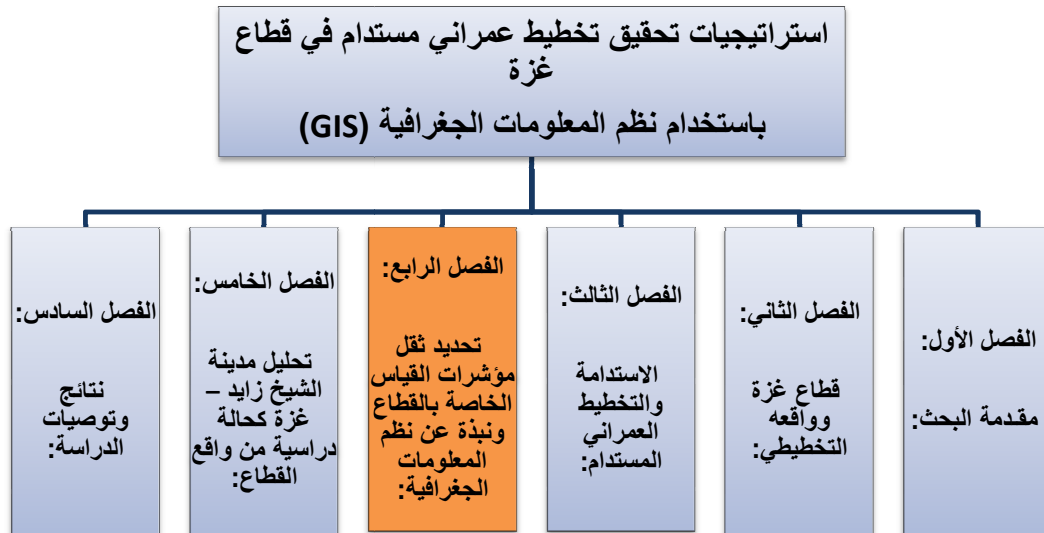 استراتيجيات تحقيق تخطيط عمراني مستدام في قطاع
غزة
باستخدام نظم المعلومات الجغرافية (GIS)
الفصل الأول:
مقدمة البحث:
الفصل الثاني:
قطاع غزة
وواقعه
التخطيطي:
الفصل الثالث:
الاستدامة
والتخطيط
العمراني
المستدام:
الفصل الرابع:
تحديد ثقل
مؤشرات القياس
الخاصة بالقطاع
ونبذة عن نظم
المعلومات
الجغرافية:
الفصل الخامس:
تحليل مدينة
الشيخ زايد –
غزة كحالة
دراسية من واقع
القطاع:
الفصل السادس:
نتائج
وتوصيات
الدراسة: